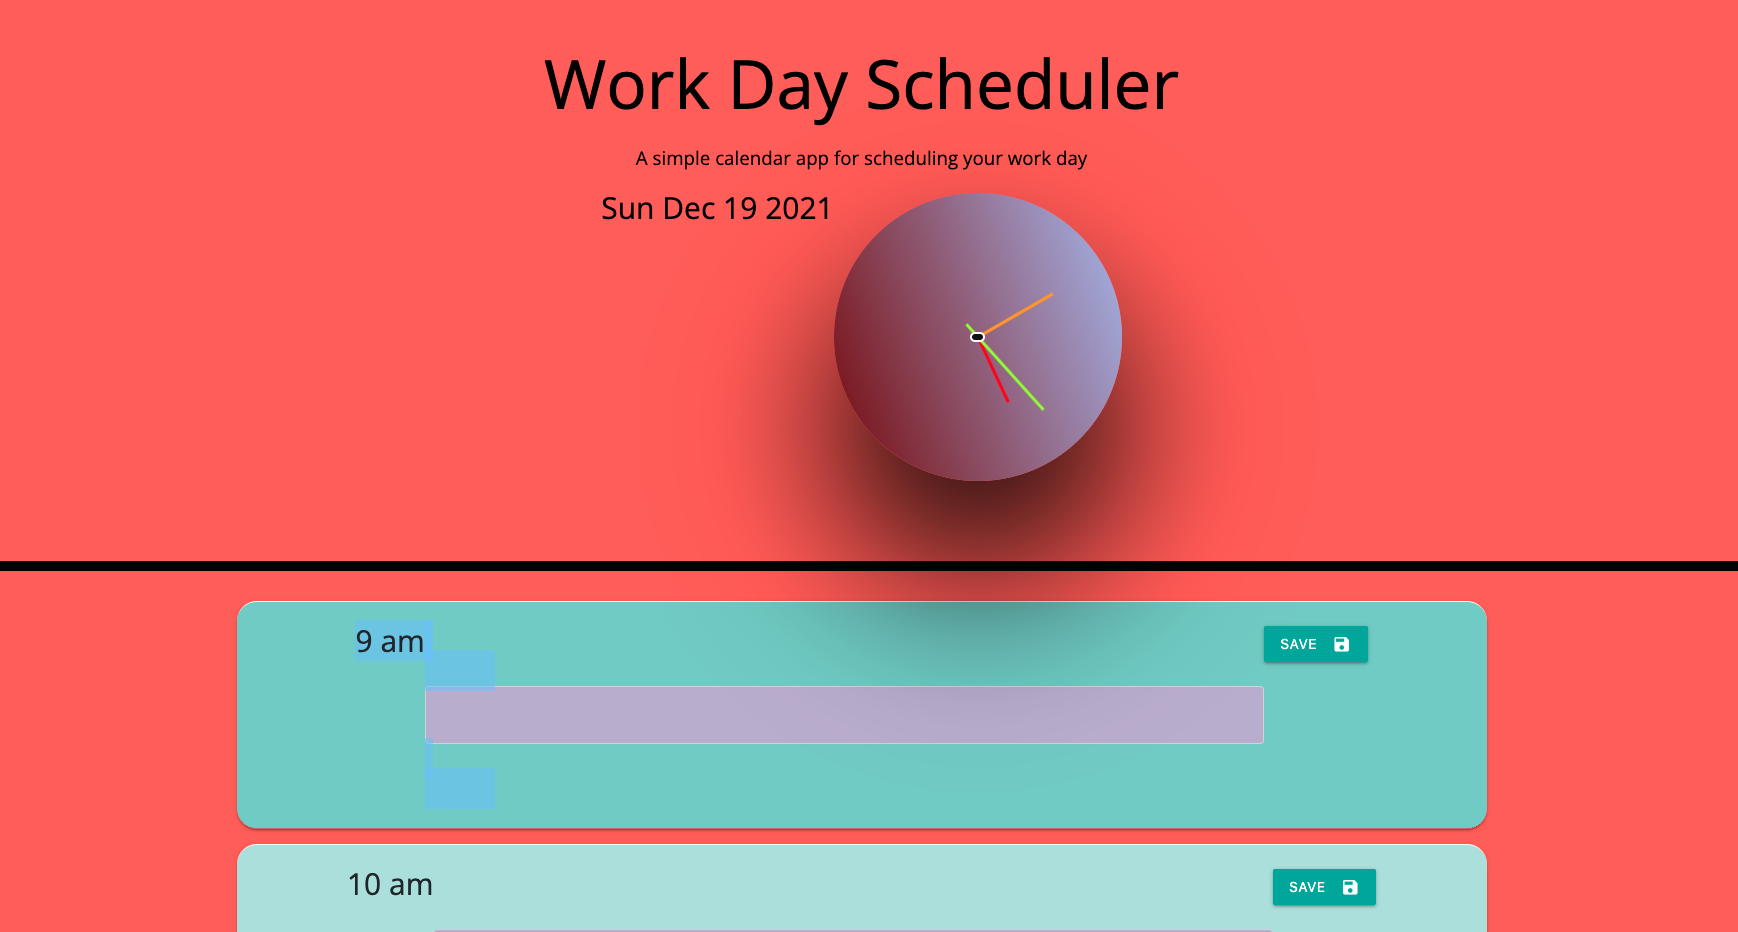 Work Day Scheduler
A simple calendar app for scheduling your work day
Sun Dec 19 2021
9 am
SAVE
10 am
SAVE